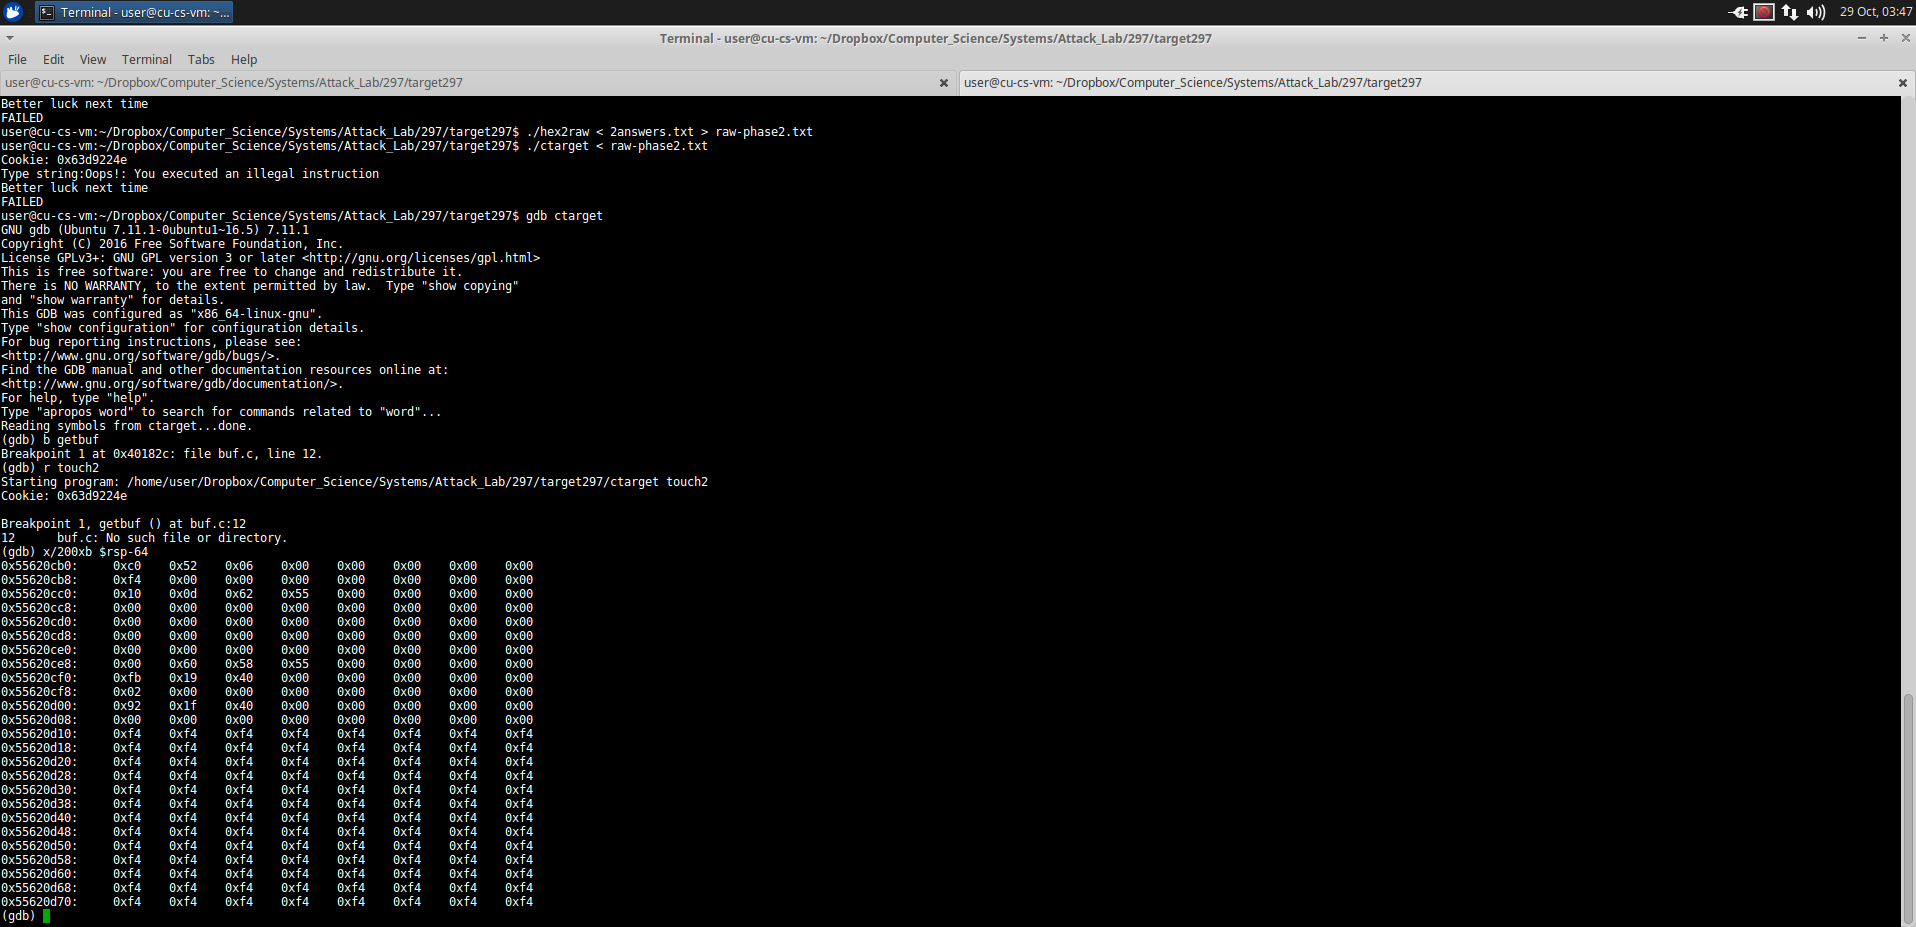 Terminal - user@cu-cs-vm: ~...
29 Oct, 03:47
Terminal - user@cu-cs-vm: ~/Dropbox/Computer_Science/Systems/Attack_Lab/297/target297
File Edit View Terminal Tabs Help
user@cu-cs-vm: ~/Dropbox/Computer_Science/Systems/Attack_Lab/297/target297
user@cu-cs-vm: ~/Dropbox/Computer_Science/Systems/Attack_Lab/297/target297
Better luck next time
FAILED
user@cu-cs-vm:~/Dropbox/Computer_Science/Systems/Attack_Lab/297/target297$ ./hex2raw < 2answers.txt > raw-phase2.txt
user@cu-cs-vm:~/Dropbox/Computer_Science/Systems/Attack_Lab/297/target297$ ./ctarget < raw-phase2.txt
Cookie: 0x63d9224e
Type string:Oops!: You executed an illegal instruction
Better luck next time
FAILED
user@cu-cs-vm:~/Dropbox/Computer_Science/Systems/Attack_Lab/297/target297$ gdb ctarget
GNU gdb (Ubuntu 7.11.1-0ubuntu1~16.5) 7.11.1
Copyright (C) 2016 Free Software Foundation, Inc.
License GPLv3+: GNU GPL version 3 or later <http://gnu.org/licenses/gpl.html>
This is free software: you are free to change and redistribute it.
There is NO WARRANTY, to the extent permitted by law.  Type "show copying"
and "show warranty" for details.
This GDB was configured as "x86_64-linux-gnu".
Type "show configuration" for configuration details.
For bug reporting instructions, please see:
<http://www.gnu.org/software/gdb/bugs/>.
Find the GDB manual and other documentation resources online at:
<http://www.gnu.org/software/gdb/documentation/>.
For help, type "help".
Type "apropos word" to search for commands related to "word"...
Reading symbols from ctarget...done.
(gdb) b getbuf
Breakpoint 1 at 0x40182c: file buf.c, line 12.
(gdb) r touch2
Starting program: /home/user/Dropbox/Computer_Science/Systems/Attack_Lab/297/target297/ctarget touch2
Cookie: 0x63d9224e
Breakpoint 1, getbuf () at buf.c:12
12      buf.c: No such file or directory.
(gdb) x/200xb $rsp-64
0x55620cb0: 0xc0 0x52 0x06 0x00 0x00 0x00 0x00 0x00
0x55620cb8: 0xf4 0x00 0x00 0x00 0x00 0x00 0x00 0x00
0x55620cc0: 0x10 0x0d 0x62 0x55 0x00 0x00 0x00 0x00
0x55620cc8: 0x00 0x00 0x00 0x00 0x00 0x00 0x00 0x00
0x55620cd0: 0x00 0x00 0x00 0x00 0x00 0x00 0x00 0x00
0x55620cd8: 0x00 0x00 0x00 0x00 0x00 0x00 0x00 0x00
0x55620ce0: 0x00 0x00 0x00 0x00 0x00 0x00 0x00 0x00
0x55620ce8: 0x00 0x60 0x58 0x55 0x00 0x00 0x00 0x00
0x55620cf0: 0xfb 0x19 0x40 0x00 0x00 0x00 0x00 0x00
0x55620cf8: 0x02 0x00 0x00 0x00 0x00 0x00 0x00 0x00
0x55620d00: 0x92 0x1f 0x40 0x00 0x00 0x00 0x00 0x00
0x55620d08: 0x00 0x00 0x00 0x00 0x00 0x00 0x00 0x00
0x55620d10: 0xf4 0xf4 0xf4 0xf4 0xf4 0xf4 0xf4 0xf4
0x55620d18: 0xf4 0xf4 0xf4 0xf4 0xf4 0xf4 0xf4 0xf4
0x55620d20: 0xf4 0xf4 0xf4 0xf4 0xf4 0xf4 0xf4 0xf4
0x55620d28: 0xf4 0xf4 0xf4 0xf4 0xf4 0xf4 0xf4 0xf4
0x55620d30: 0xf4 0xf4 0xf4 0xf4 0xf4 0xf4 0xf4 0xf4
0x55620d38: 0xf4 0xf4 0xf4 0xf4 0xf4 0xf4 0xf4 0xf4
0x55620d40: 0xf4 0xf4 0xf4 0xf4 0xf4 0xf4 0xf4 0xf4
0x55620d48: 0xf4 0xf4 0xf4 0xf4 0xf4 0xf4 0xf4 0xf4
0x55620d50: 0xf4 0xf4 0xf4 0xf4 0xf4 0xf4 0xf4 0xf4
0x55620d58: 0xf4 0xf4 0xf4 0xf4 0xf4 0xf4 0xf4 0xf4
0x55620d60: 0xf4 0xf4 0xf4 0xf4 0xf4 0xf4 0xf4 0xf4
0x55620d68: 0xf4 0xf4 0xf4 0xf4 0xf4 0xf4 0xf4 0xf4
0x55620d70: 0xf4 0xf4 0xf4 0xf4 0xf4 0xf4 0xf4 0xf4
(gdb)